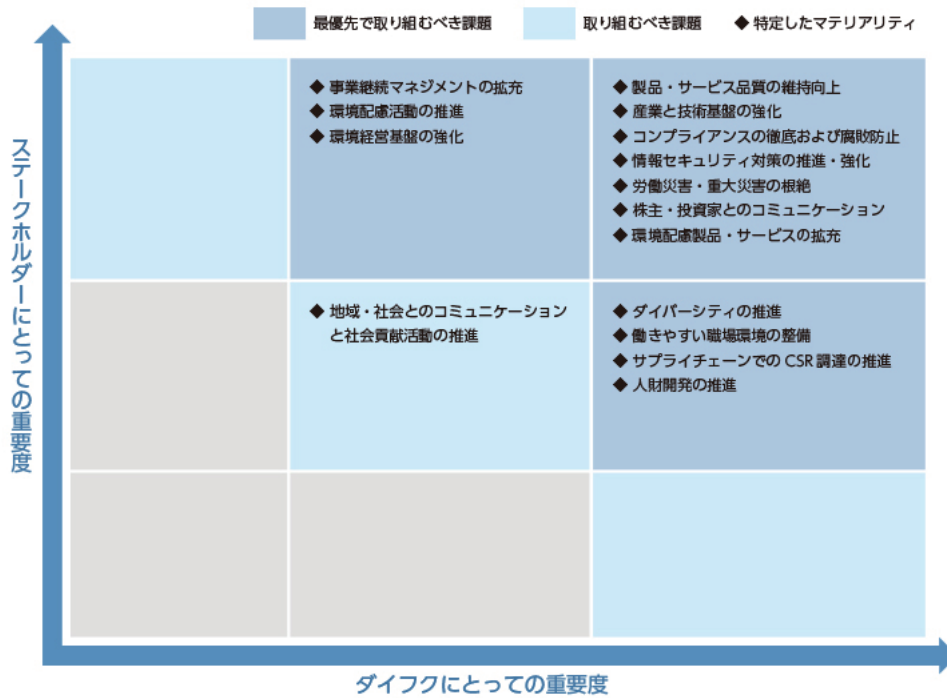 最優先で取り組むべき課題
取り組むべき課題
◆ 特定したマテリアリティ
ステークホルダーにとっての重要度
◆ 事業継続マネジメントの拡充
◆ 環境配慮活動の推進
◆ 環境経営基盤の強化
◆ 製品・サービス品質の維持向上
◆ 産業と技術基盤の強化
◆ コンプライアンスの徹底および腐敗防止
◆ 情報セキュリティ対策の推進・強化
◆ 労働災害・重大災害の根絶
◆ 株主・投資家とのコミュニケーション
◆ 環境配慮製品・サービスの拡充
◆ 地域・社会とのコミュニケーション
と社会貢献活動の推進
◆ ダイバーシティの推進
◆ 働きやすい職場環境の整備
◆ サプライチェーンでの CSR 調達の推進
◆ 人財開発の推進
ダイフクにとっての重要度